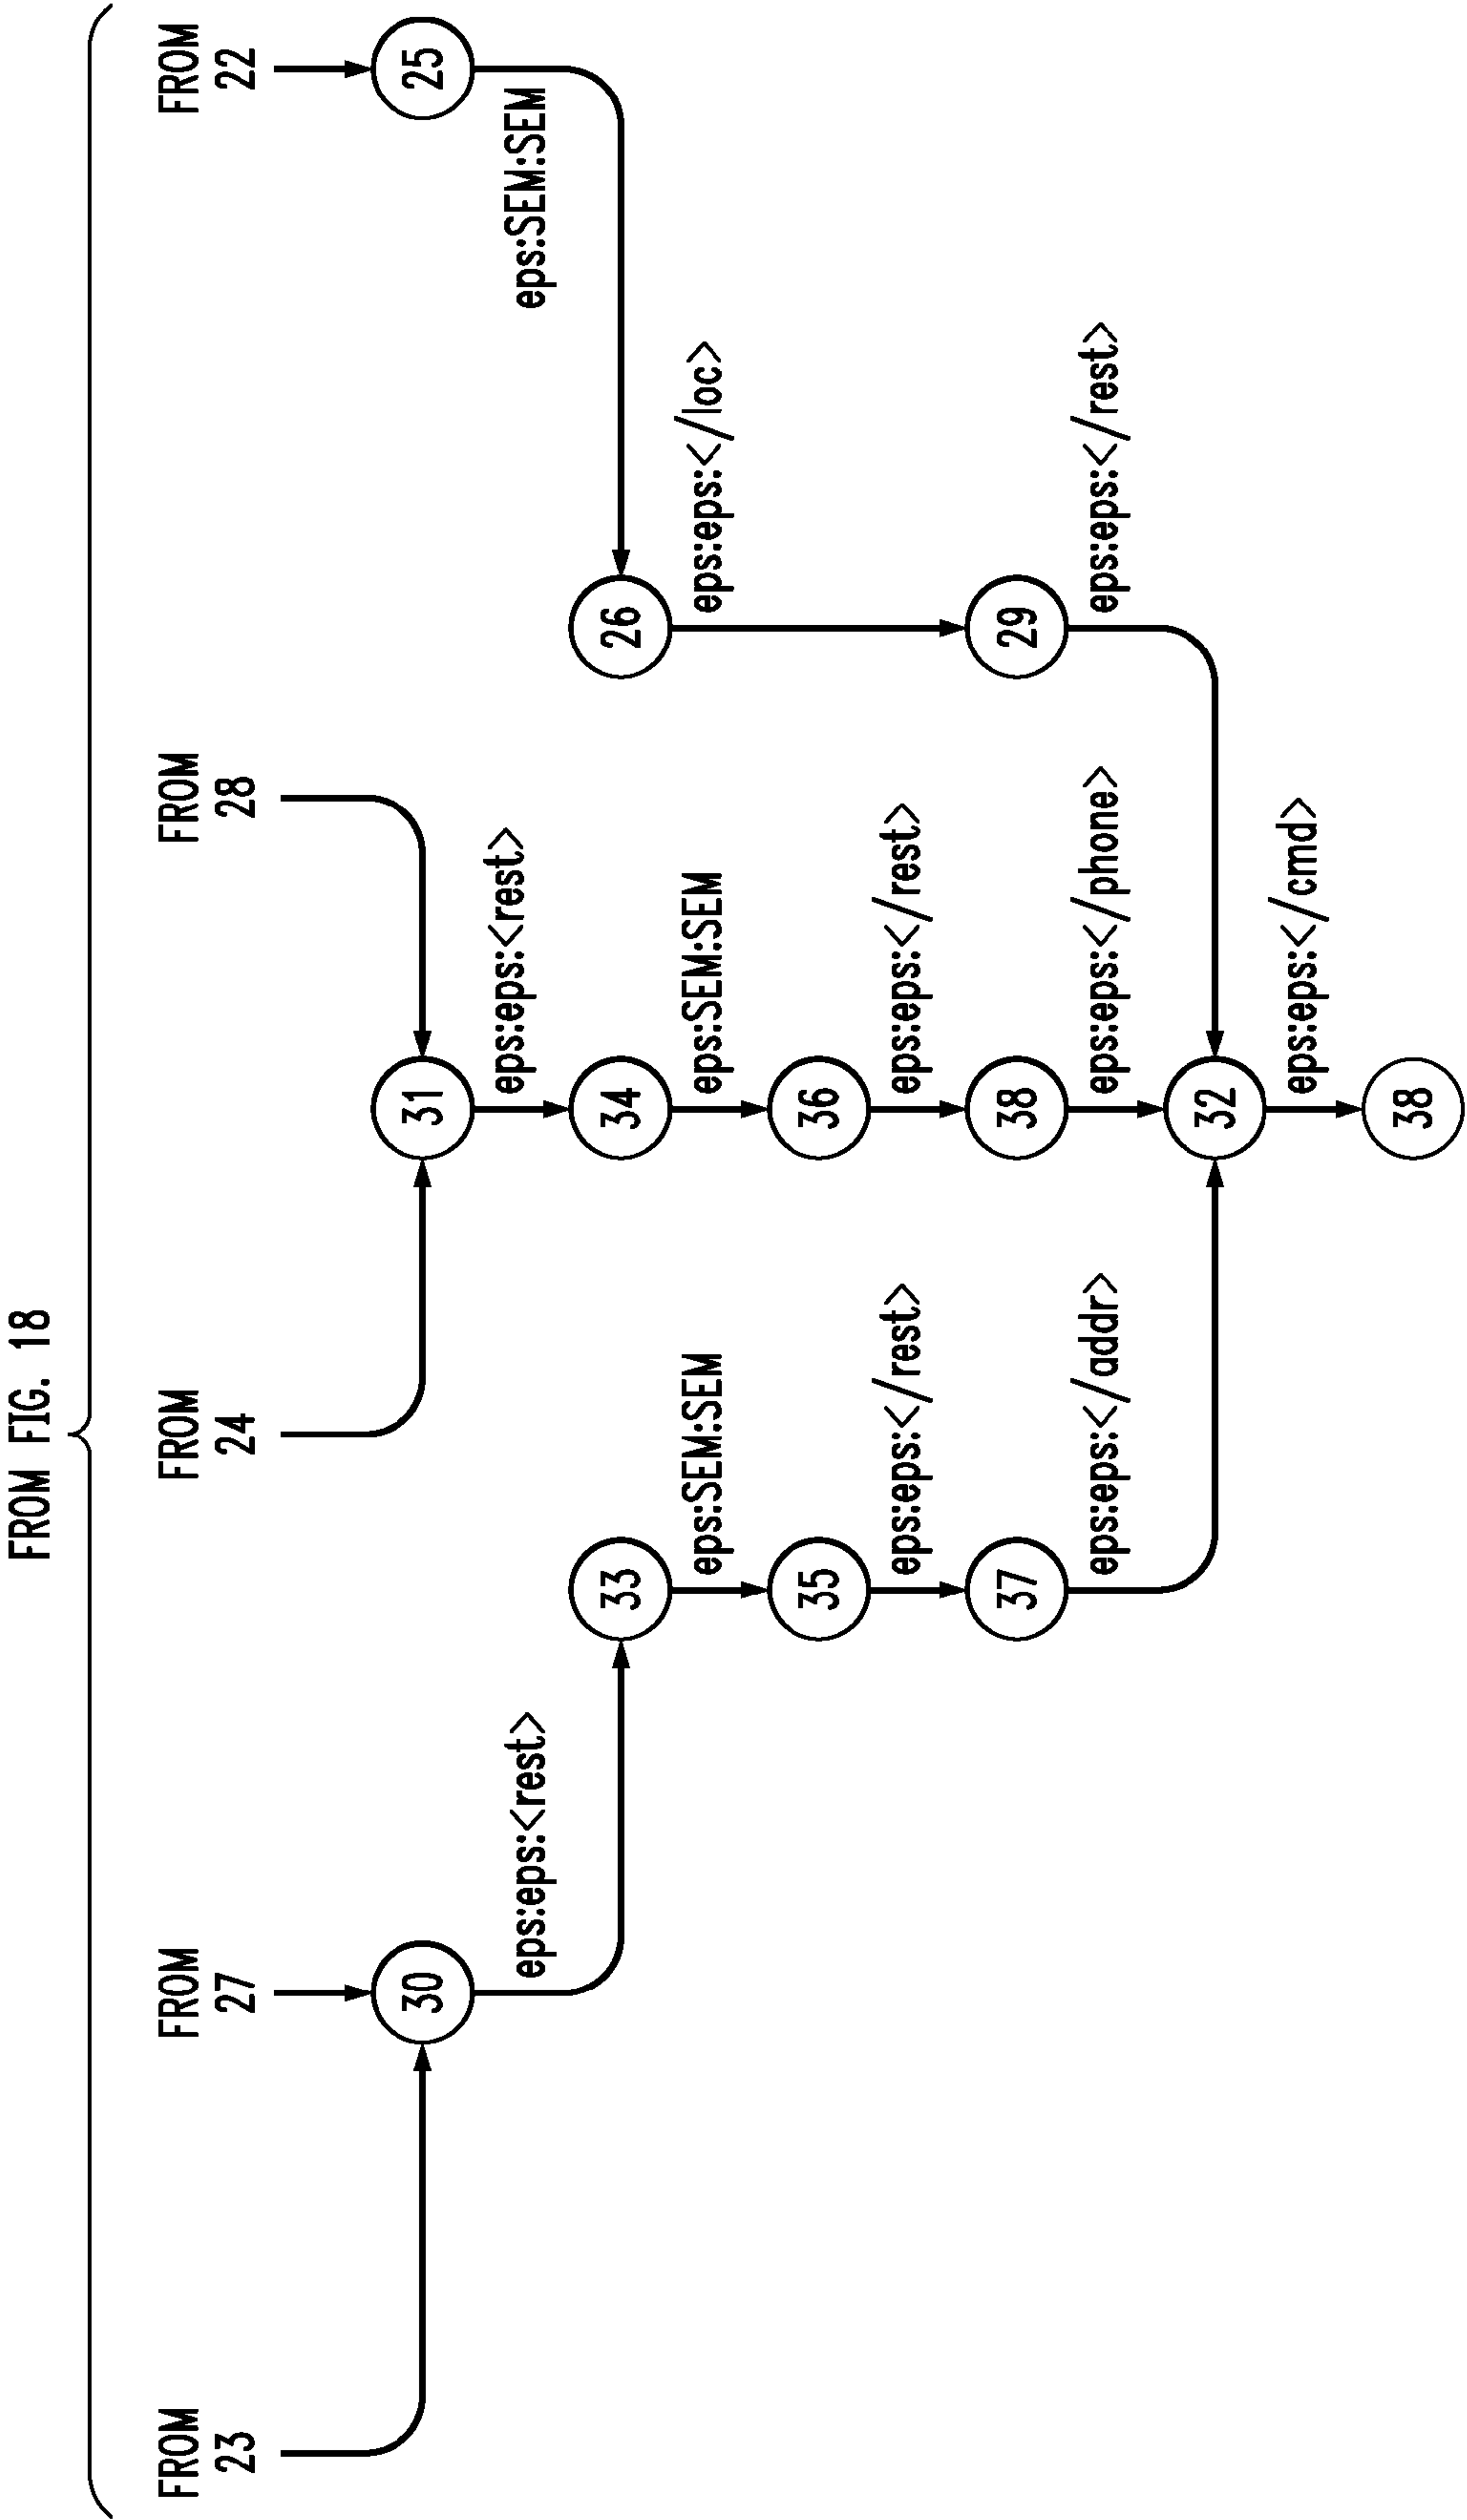 FROM FIG. 18
FROM
23
FROM
27
FROM
24
FROM
28
FROM
22
30
31
25
eps:eps:<rest>
eps:eps:<rest>
eps:SEM:SEM
33
34
26
eps:SEM:SEM
eps:SEM:SEM
eps:eps:</loc>
35
36
eps:eps:</rest>
eps:eps:</rest>
37
38
29
eps:eps:</addr>
eps:eps:</phone>
eps:eps:</rest>
32
eps:eps:</cmd>
38